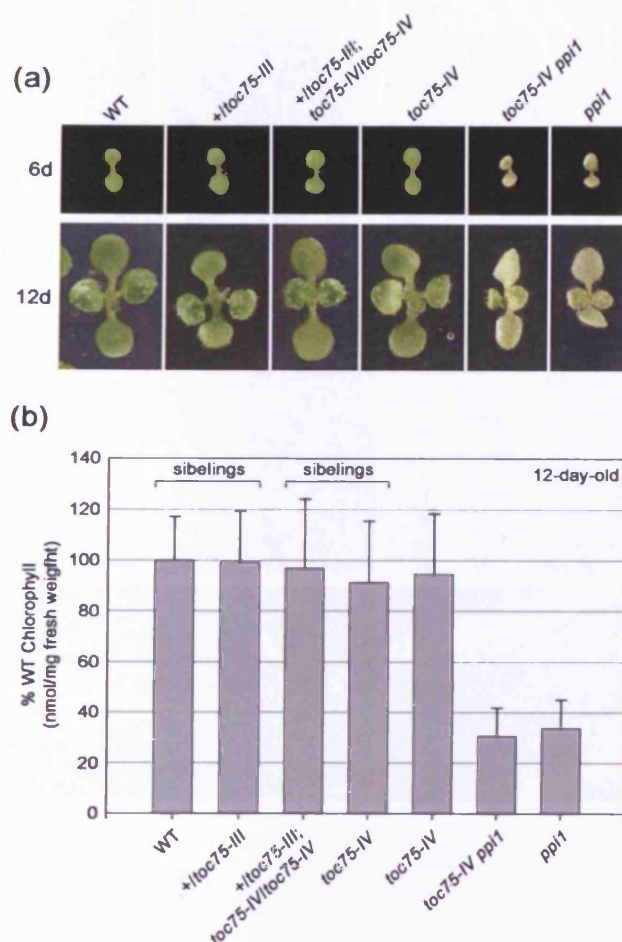 (a)
WT
+/toc75-III
+/toc75-III;
toc75-IV/toc75-IV
toc75-IV
toc75-IV ppi1
ppi1
6d
12d
(b)
140
120
100
80
60
40
20
0
% WT Chlorophyll
(nmol/mg fresh weigfht)
sibelings
sibelings
12-day-old
WT
+/toc75-III
+/toc75-III;
toc75-IV/toc75-IV
toc75-IV
toc75-IV
toc75-IV ppi1
ppi1